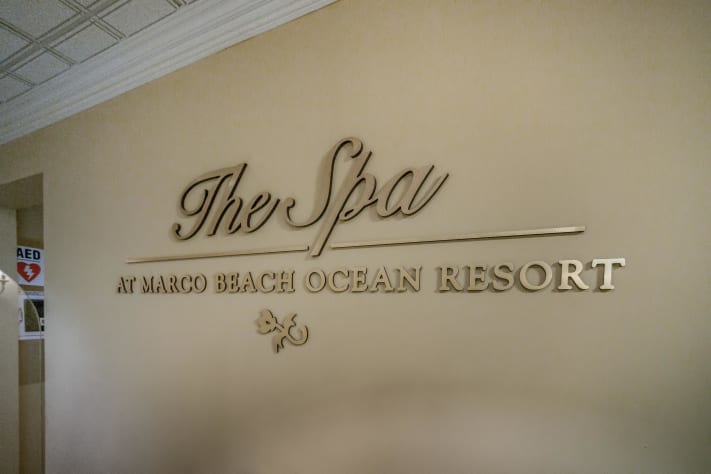 The Spa
AT MARCO BEACH OCEAN RESORT
AED